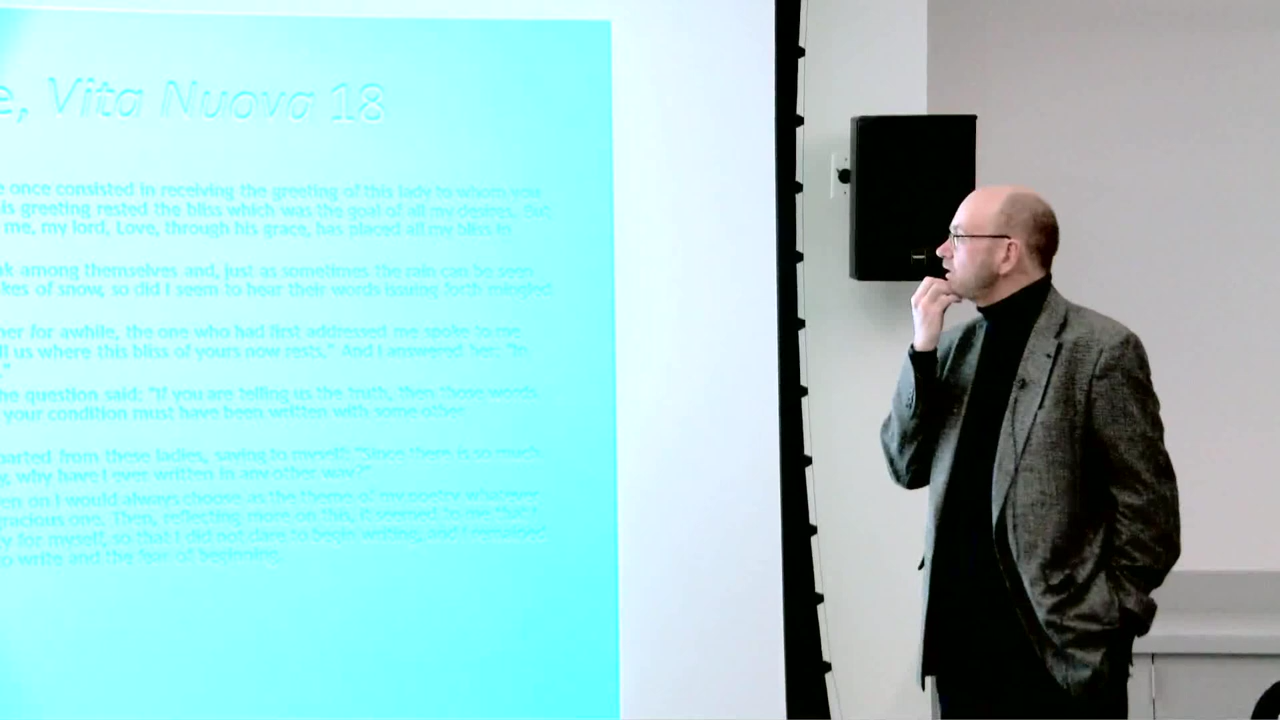 e, Vita Nuova 18
e once consisted in receiving the greeting of this lady to whom you
is greeting rested the bliss which was the goal of all my desires. But
me, my lord, Love, through his grace, has placed all my bliss in
ak among themselves and, just as sometimes the rain can be seen
kes of snow, so did I seem to hear their words issuing forth mingled
her for awhile, the one who had first addressed me spoke to me
ll us where this bliss of yours now rests." And I answered her: "In
."
he question said: "If you are telling us the truth, then those words
your condition must have been written with some other
parted from these ladies, saying to myself: "Since there is so much
y, why have I ever written in another way?"
en on I would always choose as the theme of my poetry whatever
gracious one. Then, reflecting more on this, it seemed to me that I
y for myself, so that I did not dare to begin writing, and I remained
o write and the fear of beginning.